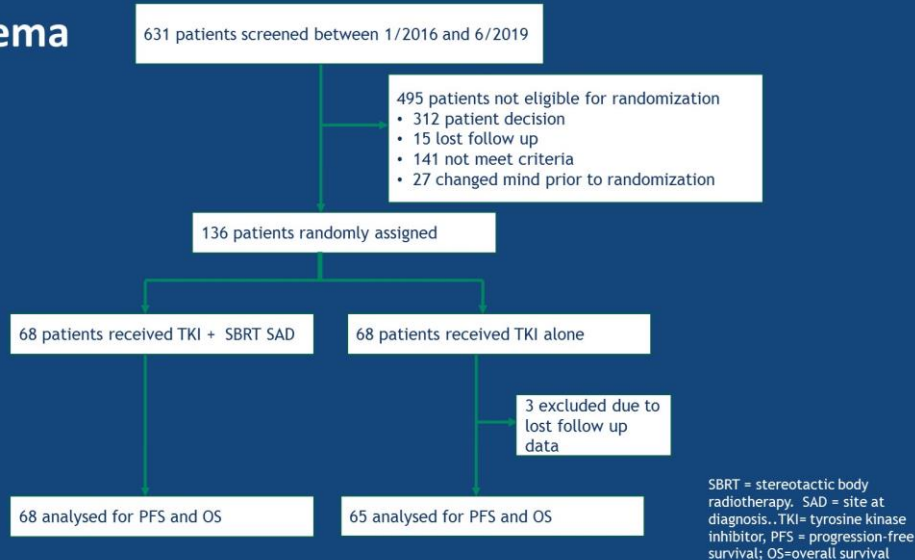 ema
631 patients screened between 1/2016 and 6/2019
495 patients not eligible for randomization
• 312 patient decision
• 15 lost follow up
• 141 not meet criteria
• 27 changed mind prior to randomization
136 patients randomly assigned
68 patients received TKI + SBRT SAD
68 patients received TKI alone
3 excluded due to
lost follow up
data
68 analysed for PFS and OS
65 analysed for PFS and OS
SBRT = stereotactic body
radiotherapy. SAD = site at
diagnosis..TKI= tyrosine kinase
inhibitor, PFS = progression-free
survival; OS=overall survival